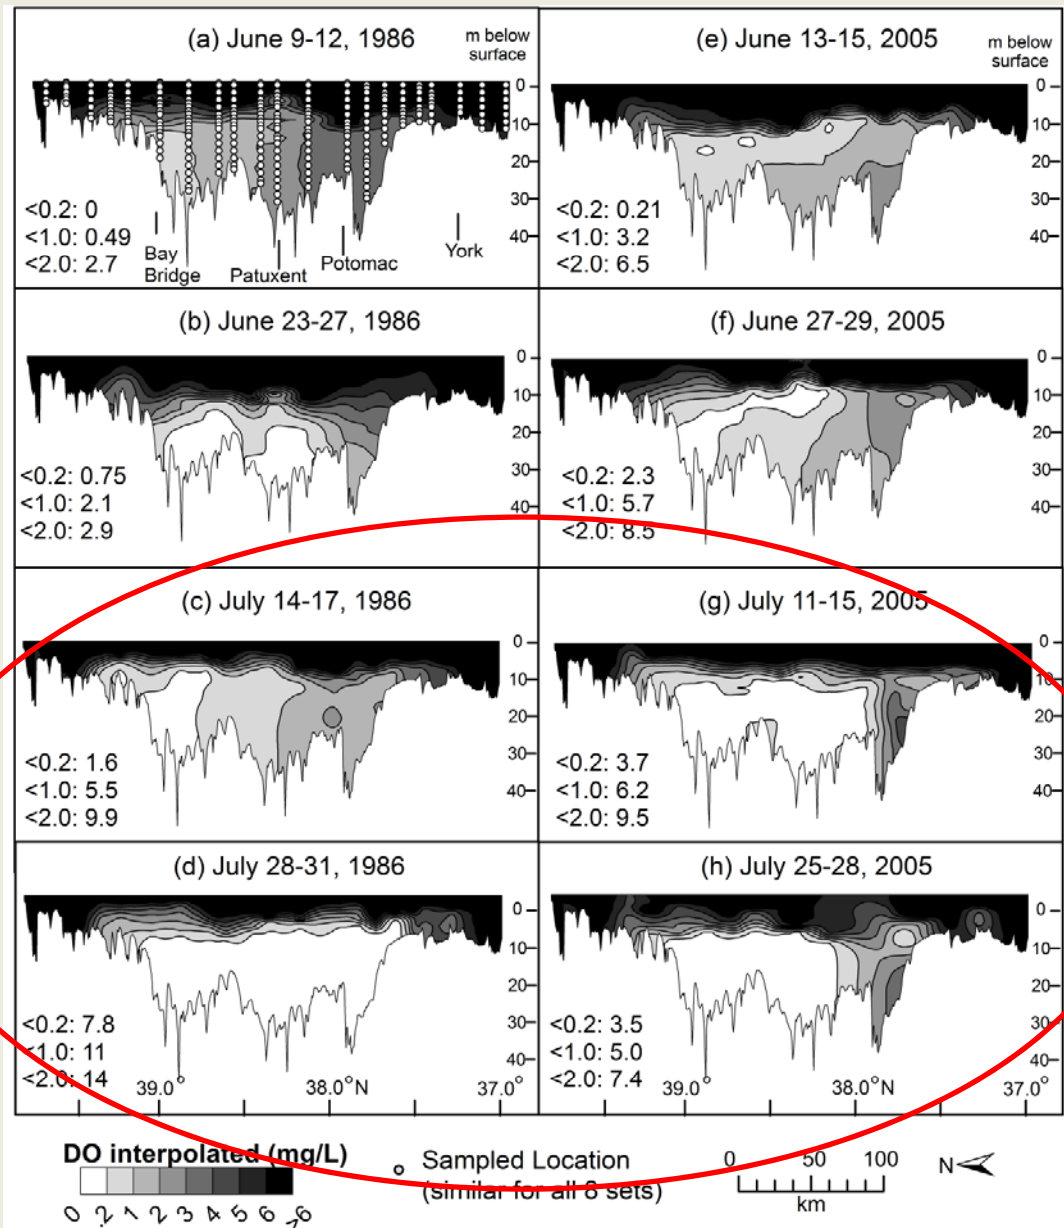 (a) June 9-12, 1986
m below
surface
0
10
20
30
40
<0.2: 0
<1.0: 0.49
<2.0: 2.7
Bay
Bridge
Patuxent
Potomac
York
(e) June 13-15, 2005
m below
surface
0
10
20
30
40
<0.2: 0.21
<1.0: 3.2
<2.0: 6.5
(b) June 23-27, 1986
0
10
20
30
40
<0.2: 0.75
<1.0: 2.1
<2.0: 2.9
(f) June 27-29, 2005
0
10
20
30
40
<0.2: 2.3
<1.0: 5.7
<2.0: 8.5
(c) July 14-17, 1986
0
10
20
30
40
<0.2: 1.6
<1.0: 5.5
<2.0: 9.9
(g) July 11-15, 2005
0
10
20
30
40
<0.2: 3.7
<1.0: 6.2
<2.0: 9.5
(d) July 28-31, 1986
0
10
20
30
40
<0.2: 7.8
<1.0: 11
<2.0: 14
39.0°
38.0°N
37.0°
(h) July 25-28, 2005
0
10
20
30
40
<0.2: 3.5
<1.0: 5.0
<2.0: 7.4
39.0°
38.0°N
37.0°
DO interpolated (mg/L)
0 .2 1 2 3 4 5 6 >6
Sampled Location
(similar for all 8 sets)
0 50 100
km
N